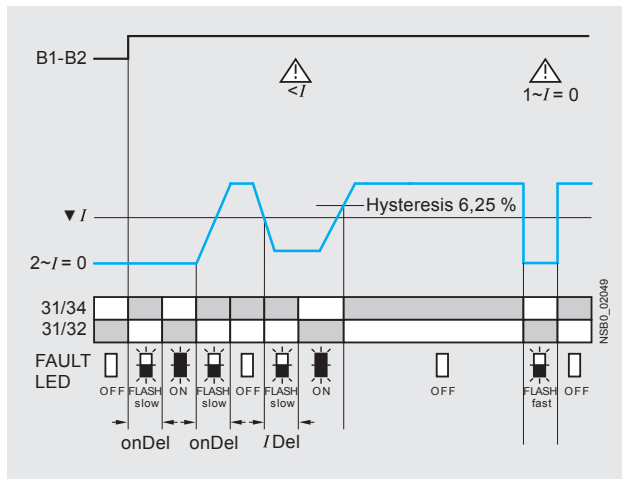 B1-B2
<I
1~I = 0
▼ I
Hysteresis 6,25 %
2~I = 0
31/34
31/32
NSB0_02049
FAULT
LED
OFF FLASH slow ON FLASH slow OFF FLASH slow ON OFF FLASH fast OFF
onDel onDel I Del